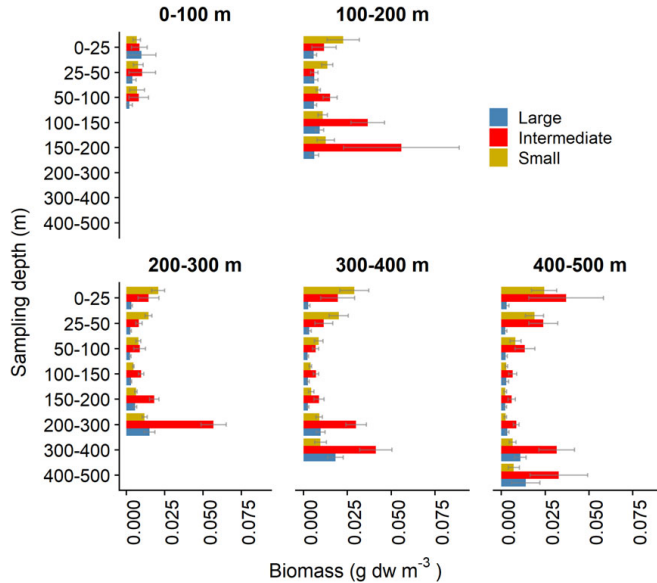 0-100 m
100-200 m
0-25
25-50
50-100
100-150
150-200
200-300
300-400
400-500
Large
Intermediate
Small
Sampling depth (m)
200-300 m
300-400 m
400-500 m
0-25
25-50
50-100
100-150
150-200
200-300
300-400
400-500
0.000
0.025
0.050
0.075
0.000
0.025
0.050
0.075
0.000
0.025
0.050
0.075
Biomass (g dw m⁻³)